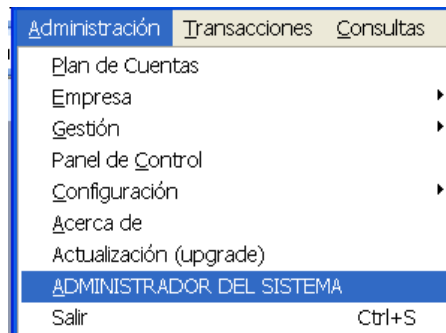 Administración Transacciones Consultas
Plan de Cuentas
Empresa
Gestión
Panel de Control
Configuración
Acerca de
Actualización (upgrade)
ADMINISTRADOR DEL SISTEMA
Salir Ctrl+S